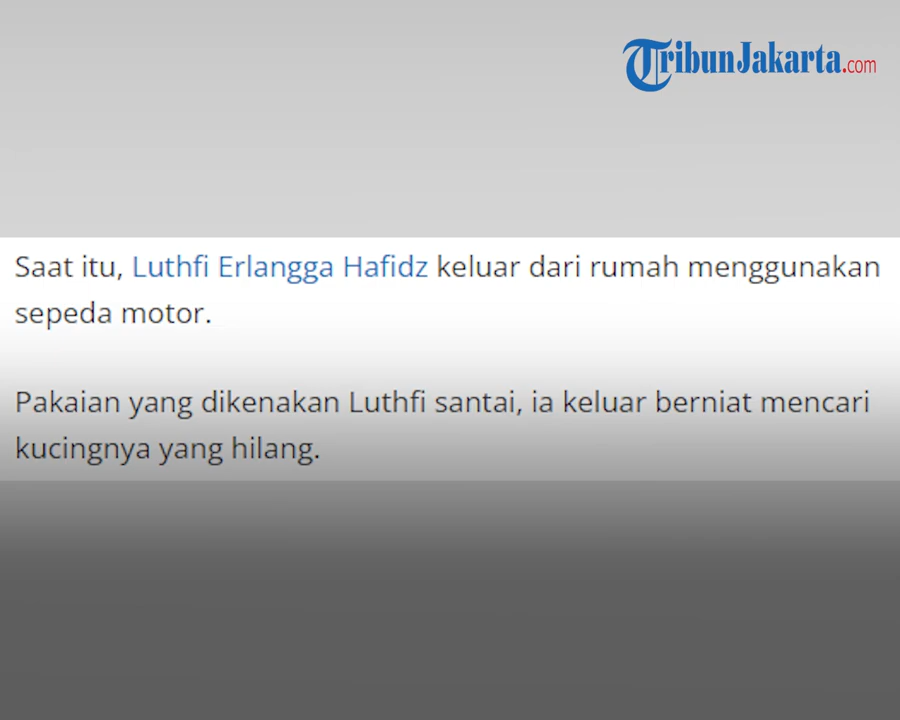 TribunJakarta.com
Saat itu, Luthfi Erlangga Hafidz keluar dari rumah menggunakan
sepeda motor.
Pakaian yang dikenakan Luthfi santai, ia keluar berniat mencari
kucingnya yang hilang.